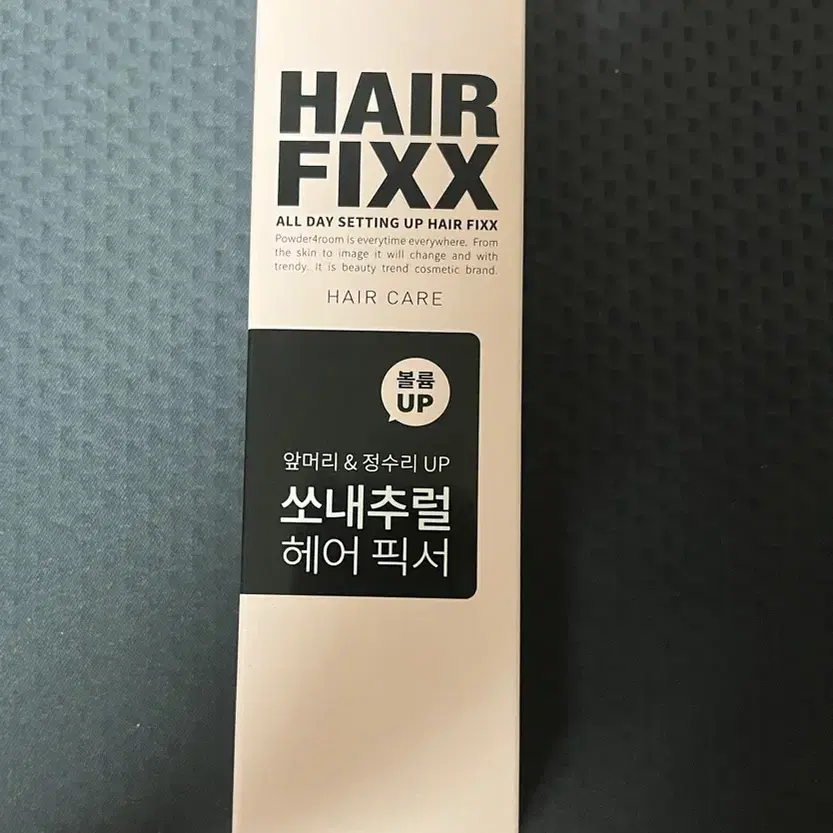 HAIR
FIXX
ALL DAY SETTING UP HAIR FIXX
Powder4room is everytime everywhere. From
the skin to image it will change and with
trendy. It is beauty trend cosmetic brand.
HAIR CARE
볼륨
UP
앞머리 & 정수리 UP
쏘내추럴
헤어 픽서